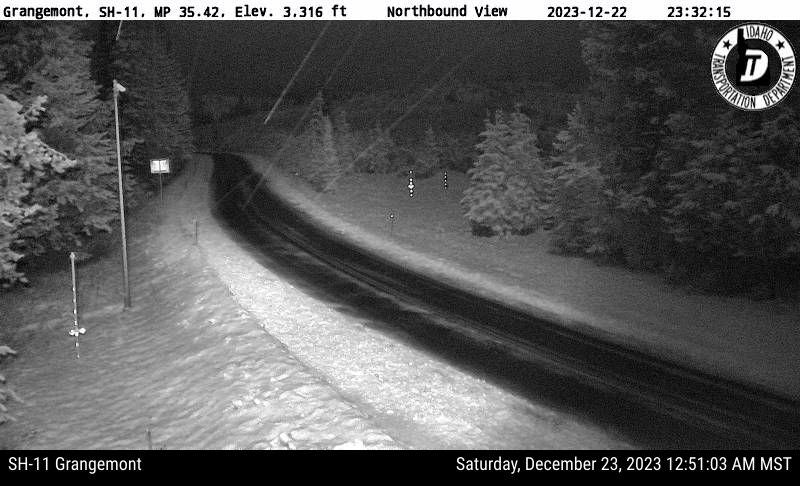 Grangemont, SH-11, MP 35.42, Elev. 3,316 ft Northbound View 2023-12-22 23:32:15
IDAHO
TRANSPORTATION DEPARTMENT
SH-11 Grangemont Saturday, December 23, 2023 12:51:03 AM MST